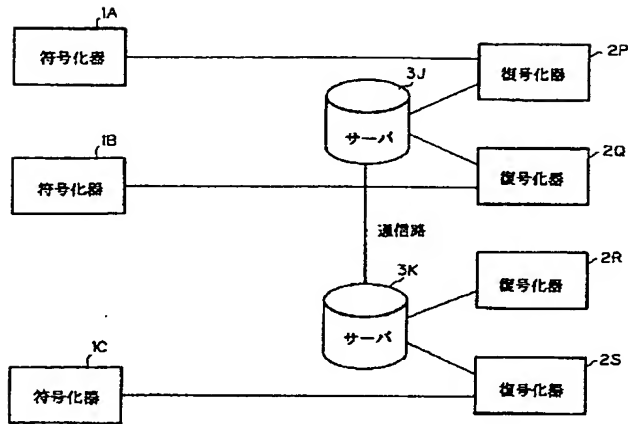 1A
符号化器
2P
復号化器
3J
サーバ
1B
符号化器
2Q
復号化器
通信路
3K
サーバ
2R
復号化器
1C
符号化器
2S
復号化器